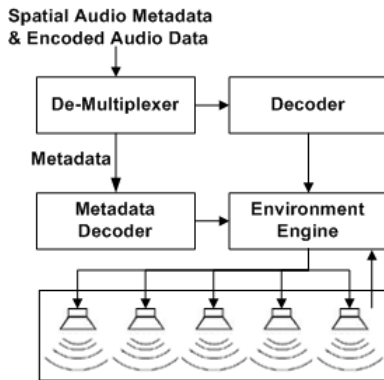 Spatial Audio Metadata
& Encoded Audio Data
De-Multiplexer
Decoder
Metadata
Metadata
Decoder
Environment
Engine